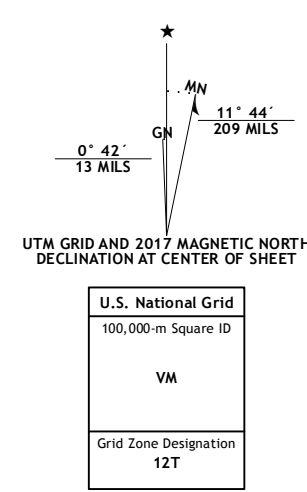 ★
MN
GN
11° 44´
209 MILS
0° 42´
13 MILS
UTM GRID AND 2017 MAGNETIC NORTH
DECLINATION AT CENTER OF SHEET
U.S. National Grid
100,000-m Square ID
VM
Grid Zone Designation
12T